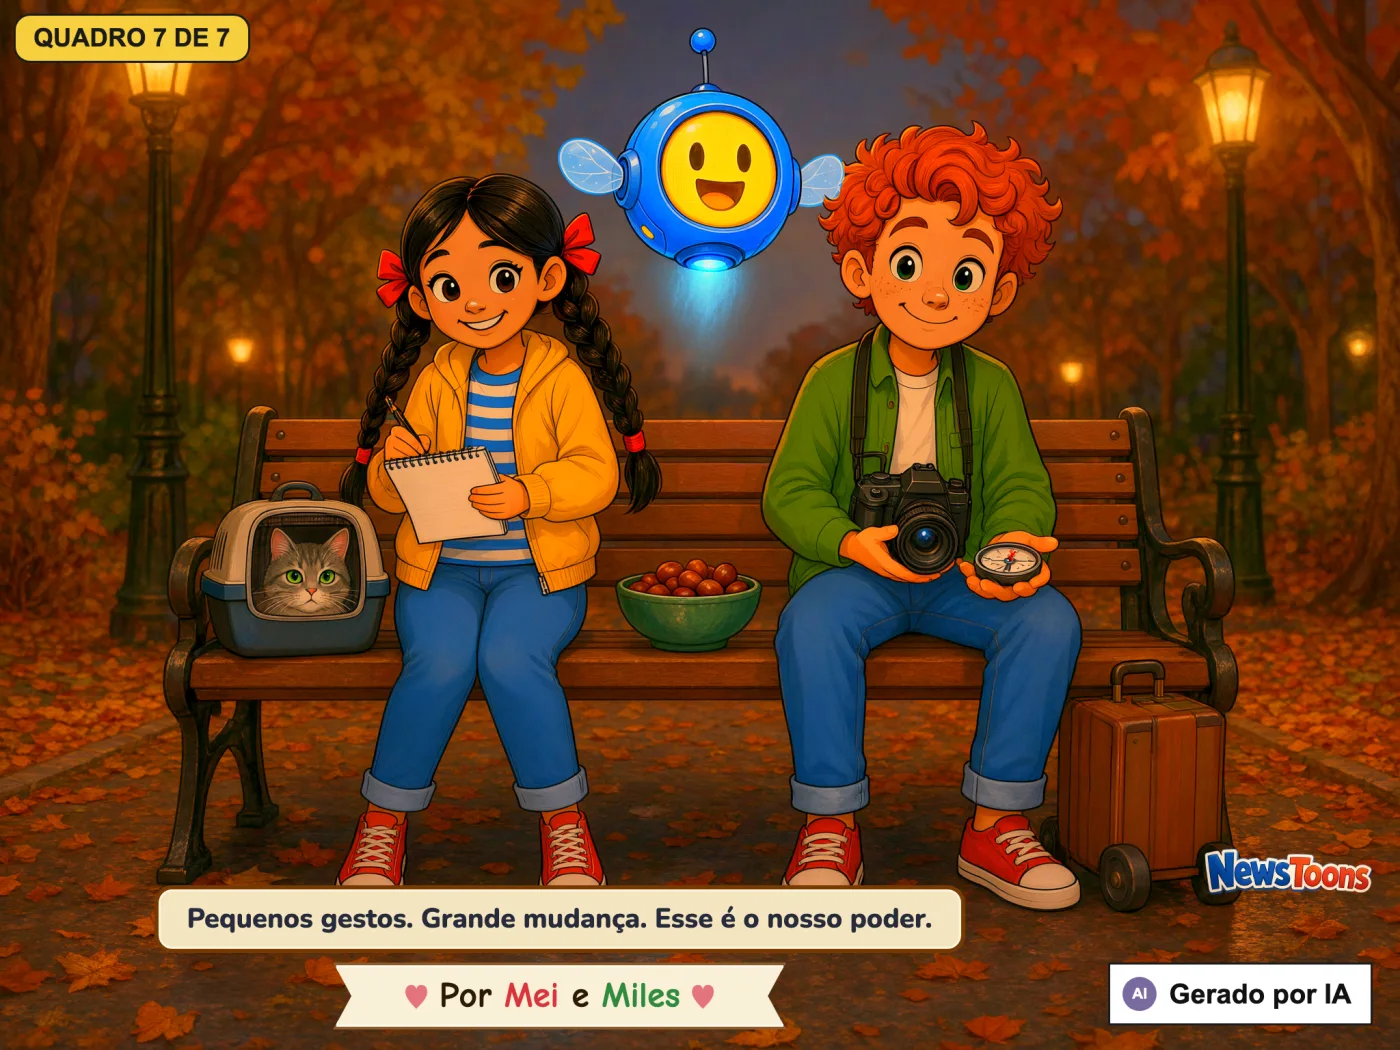 QUADRO 7 DE 7
NewsToons
Pequenos gestos. Grande mudança. Esse é o nosso poder.
Por Mei e Miles
AI Gerado por IA